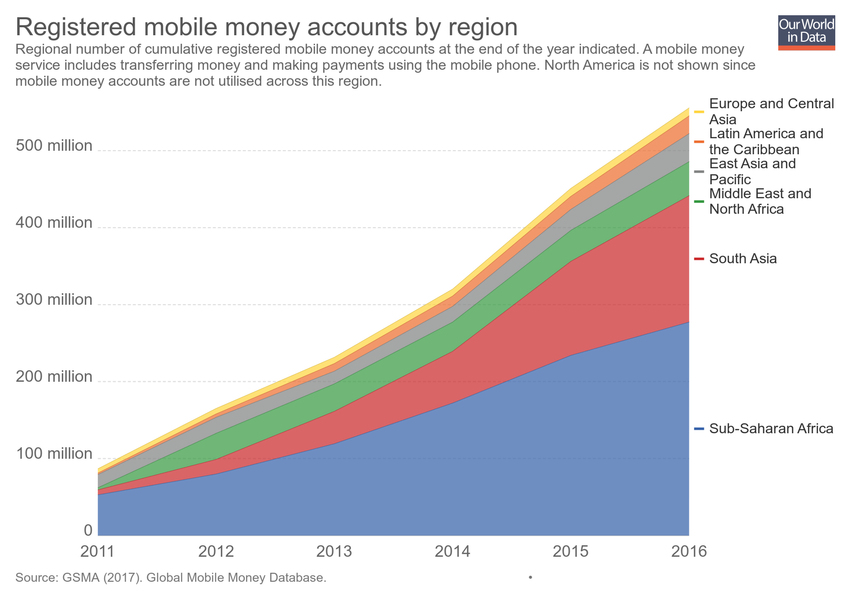 Registered mobile money accounts by region
Our World
in Data
Regional number of cumulative registered mobile money accounts at the end of the year indicated. A mobile money
service includes transferring money and making payments using the mobile phone. North America is not shown since
mobile money accounts are not utilised across this region.
500 million
400 million
300 million
200 million
100 million
0
2011
2012
2013
2014
2015
2016
Europe and Central
Asia
Latin America and
the Caribbean
East Asia and
Pacific
Middle East and
North Africa
South Asia
Sub-Saharan Africa
Source: GSMA (2017). Global Mobile Money Database.